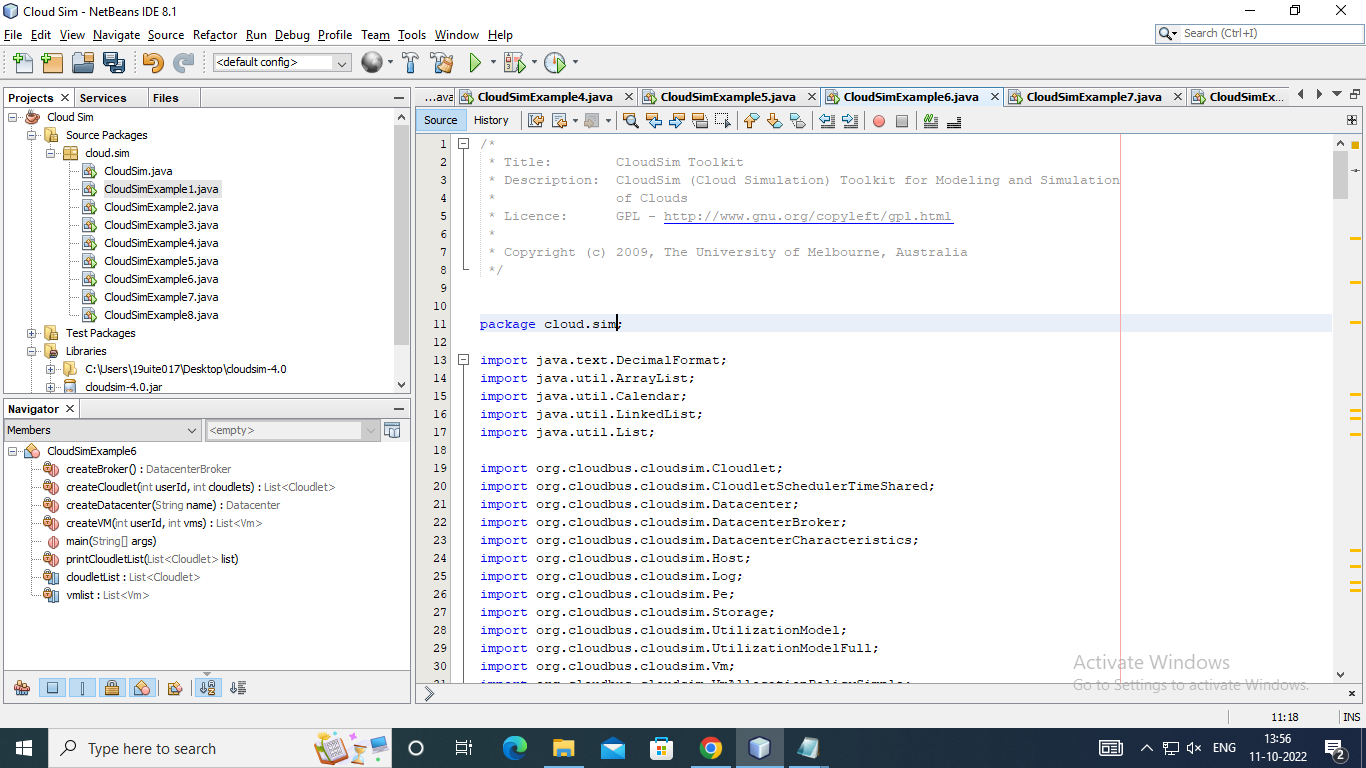 Cloud Sim - NetBeans IDE 8.1
File Edit View Navigate Source Refactor Run Debug Profile Team Tools Window Help
Search (Ctrl+I)
<default config>
Projects
Services
Files
Cloud Sim
Source Packages
cloud.sim
CloudSim.java
CloudSimExample1.java
CloudSimExample2.java
CloudSimExample3.java
CloudSimExample4.java
CloudSimExample5.java
CloudSimExample6.java
CloudSimExample7.java
CloudSimExample8.java
Test Packages
Libraries
C:\Users\19uite017\Desktop\cloudsim-4.0
cloudsim-4.0.jar
Navigator
Members
<empty>
CloudSimExample6
createBroker() : DatacenterBroker
createCloudlet(int userId, int cloudlets) : List<Cloudlet>
createDatacenter(String name) : Datacenter
createVM(int userId, int vms) : List<Vm>
main(String[] args)
printCloudletList(List<Cloudlet> list)
cloudletList : List<Cloudlet>
vmlist : List<Vm>
...ava CloudSimExample4.java CloudSimExample5.java CloudSimExample6.java CloudSimExample7.java CloudSimEx...
Source History
1 /*
2 * Title: CloudSim Toolkit
3 * Description: CloudSim (Cloud Simulation) Toolkit for Modeling and Simulation
4 * of Clouds
5 * Licence: GPL - http://www.gnu.org/copyleft/gpl.html
6 *
7 * Copyright (c) 2009, The University of Melbourne, Australia
8 */
9
10
11 package cloud.sim;
12
13 import java.text.DecimalFormat;
14 import java.util.ArrayList;
15 import java.util.Calendar;
16 import java.util.LinkedList;
17 import java.util.List;
18
19 import org.cloudbus.cloudsim.Cloudlet;
20 import org.cloudbus.cloudsim.CloudletSchedulerTimeShared;
21 import org.cloudbus.cloudsim.Datacenter;
22 import org.cloudbus.cloudsim.DatacenterBroker;
23 import org.cloudbus.cloudsim.DatacenterCharacteristics;
24 import org.cloudbus.cloudsim.Host;
25 import org.cloudbus.cloudsim.Log;
26 import org.cloudbus.cloudsim.Pe;
27 import org.cloudbus.cloudsim.Storage;
28 import org.cloudbus.cloudsim.UtilizationModel;
29 import org.cloudbus.cloudsim.UtilizationModelFull;
30 import org.cloudbus.cloudsim.Vm;
Activate Windows
Go to Settings to activate Windows.
11:18 INS
Type here to search
ENG
13:56
11-10-2022
2